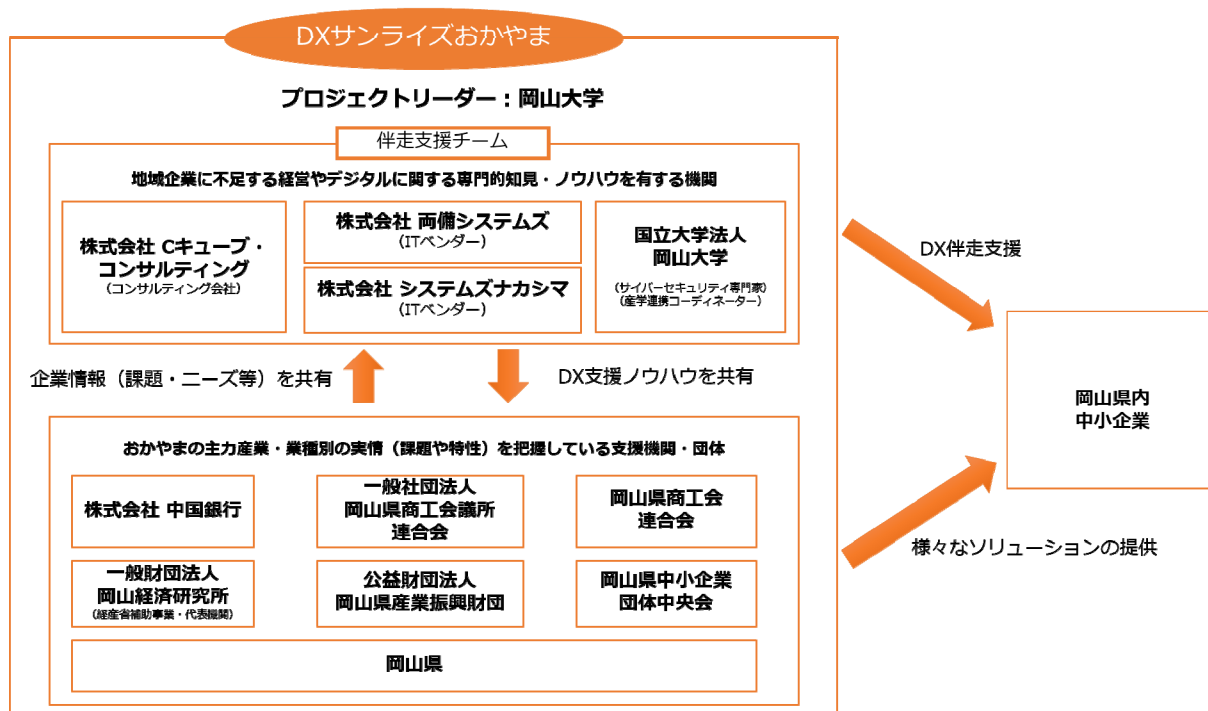 DXサンライズおかやま
プロジェクトリーダー：岡山大学
伴走支援チーム
地域企業に不足する経営やデジタルに関する専門的知見・ノウハウを有する機関
株式会社 Cキューブ・
コンサルティング
（コンサルティング会社）
株式会社 両備システムズ
（ITベンダー）
株式会社 システムズナカシマ
（ITベンダー）
国立大学法人
岡山大学
（サイバーセキュリティ専門家）
（産学連携コーディネーター）
企業情報（課題・ニーズ等）を共有
DX支援ノウハウを共有
おかやまの主力産業・業種別の実情（課題や特性）を把握している支援機関・団体
株式会社 中国銀行
一般社団法人
岡山県商工会議所
連合会
岡山県商工会
連合会
一般財団法人
岡山経済研究所
（経産省補助事業・代表機関）
公益財団法人
岡山県産業振興財団
岡山県中小企業
団体中央会
岡山県
DX伴走支援
岡山県内
中小企業
様々なソリューションの提供